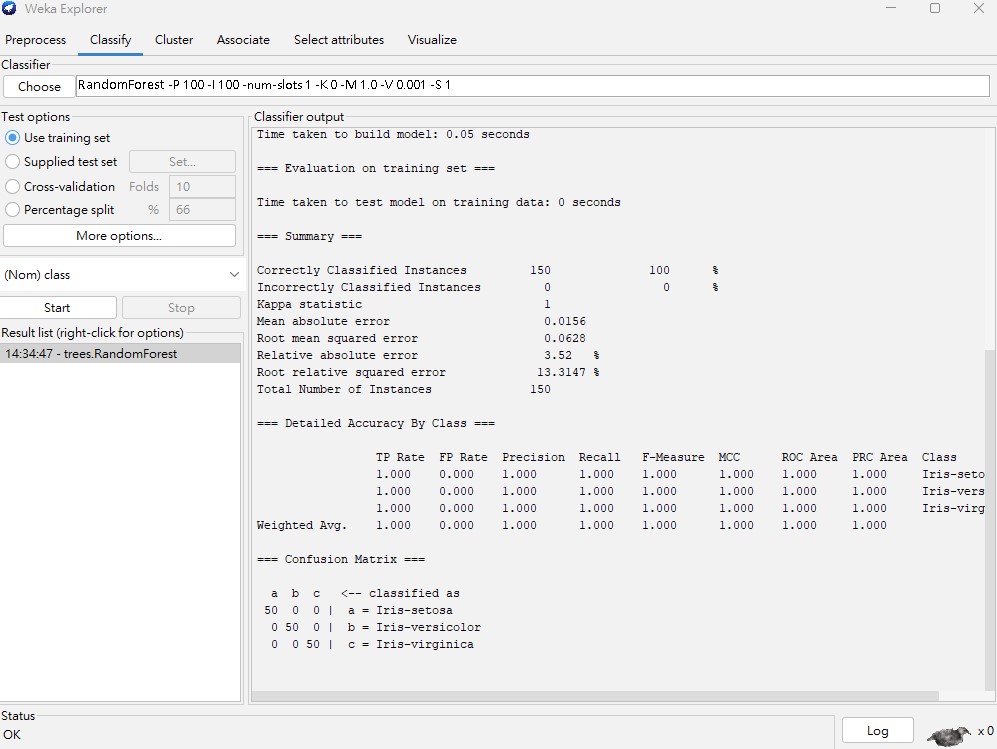 Weka Explorer
Preprocess Classify Cluster Associate Select attributes Visualize
Classifier
Choose RandomForest -P 100 -I 100 -num-slots 1 -K 0 -M 1.0 -V 0.001 -S 1
Test options
Use training set
Supplied test set Set...
Cross-validation Folds 10
Percentage split % 66
More options...
(Nom) class
Start Stop
Result list (right-click for options)
14:34:47 - trees.RandomForest
Classifier output
Time taken to build model: 0.05 seconds
=== Evaluation on training set ===
Time taken to test model on training data: 0 seconds
=== Summary ===
Correctly Classified Instances 150 100 %
Incorrectly Classified Instances 0 0 %
Kappa statistic 1
Mean absolute error 0.0156
Root mean squared error 0.0628
Relative absolute error 3.52 %
Root relative squared error 13.3147 %
Total Number of Instances 150
=== Detailed Accuracy By Class ===
TP Rate FP Rate Precision Recall F-Measure MCC ROC Area PRC Area Class
1.000 0.000 1.000 1.000 1.000 1.000 1.000 1.000 Iris-seto
1.000 0.000 1.000 1.000 1.000 1.000 1.000 1.000 Iris-vers
1.000 0.000 1.000 1.000 1.000 1.000 1.000 1.000 Iris-virg
Weighted Avg. 1.000 0.000 1.000 1.000 1.000 1.000 1.000 1.000
=== Confusion Matrix ===
a b c <-- classified as
50 0 0 | a = Iris-setosa
0 50 0 | b = Iris-versicolor
0 0 50 | c = Iris-virginica
Status
OK
Log x 0